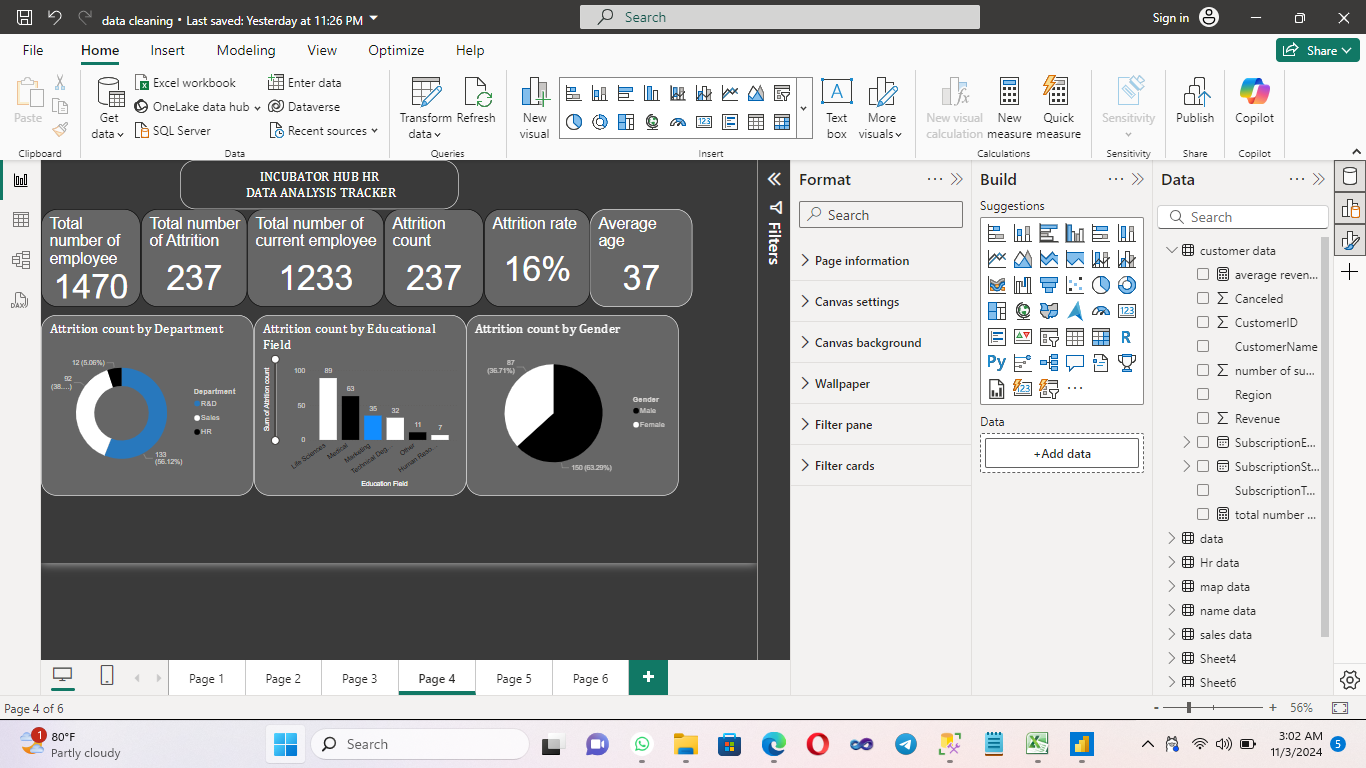 data cleaning • Last saved: Yesterday at 11:26 PM
Search
Sign in
File
Home
Insert
Modeling
View
Optimize
Help
Share
Paste
Clipboard
Get
data
Excel workbook
OneLake data hub
SQL Server
Enter data
Dataverse
Recent sources
Data
Transform
data
Refresh
Queries
New
visual
Text
box
More
visuals
Insert
New visual
calculation
New
measure
Quick
measure
Calculations
Sensitivity
Sensitivity
Publish
Share
Copilot
Copilot
INCUBATOR HUB HR
DATA ANALYSIS TRACKER
Total
number of
employee
1470
Total number
of Attrition
237
Total number of
current employee
1233
Attrition
count
237
Attrition rate
16%
Average
age
37
Attrition count by Department
12 (5.06%)
92
(38....)
133
(56.12%)
Department
R&D
Sales
HR
Attrition count by Educational
Field
Sum of Attrition count
100
50
0
89
63
35
32
11
7
Life Sciences
Medical
Marketing
Technical Deg...
Other
Human Reso...
Education Field
Attrition count by Gender
87
(36.71%)
150 (63.29%)
Gender
Male
Female
Filters
Format
Search
Page information
Canvas settings
Canvas background
Wallpaper
Filter pane
Filter cards
Build
Suggestions
Data
+Add data
Data
Search
customer data
average reven...
Canceled
CustomerID
CustomerName
number of su...
Region
Revenue
SubscriptionE...
SubscriptionSt...
SubscriptionT...
total number ...
data
Hr data
map data
name data
sales data
Sheet4
Sheet6
Page 1
Page 2
Page 3
Page 4
Page 5
Page 6
+
Page 4 of 6
- + 56%
1
80°F
Partly cloudy
Search
3:02 AM
11/3/2024
5